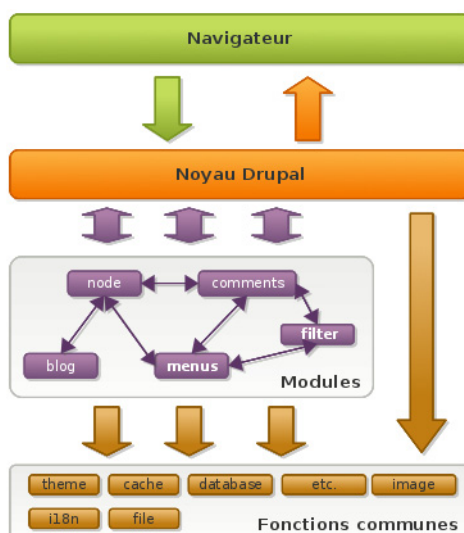 Navigateur
Noyau Drupal
node
comments
filter
blog
menus
Modules
theme
cache
database
etc.
image
i18n
file
Fonctions communes